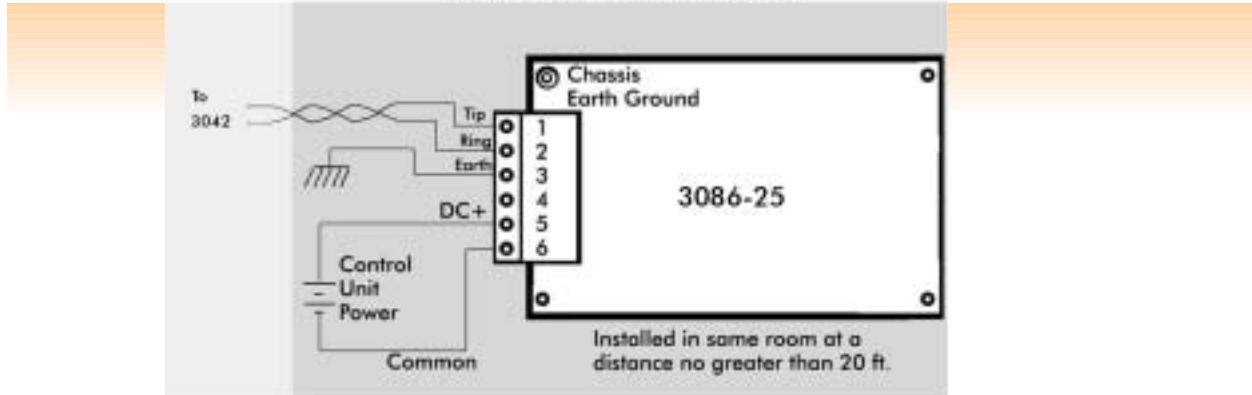 Chassis
Earth Ground
To
3042
Tip
1
Ring
2
Earth
3
4
DC+
5
6
3086-25
Control
Unit
Power
Common
Installed in same room at a
distance no greater than 20 ft.